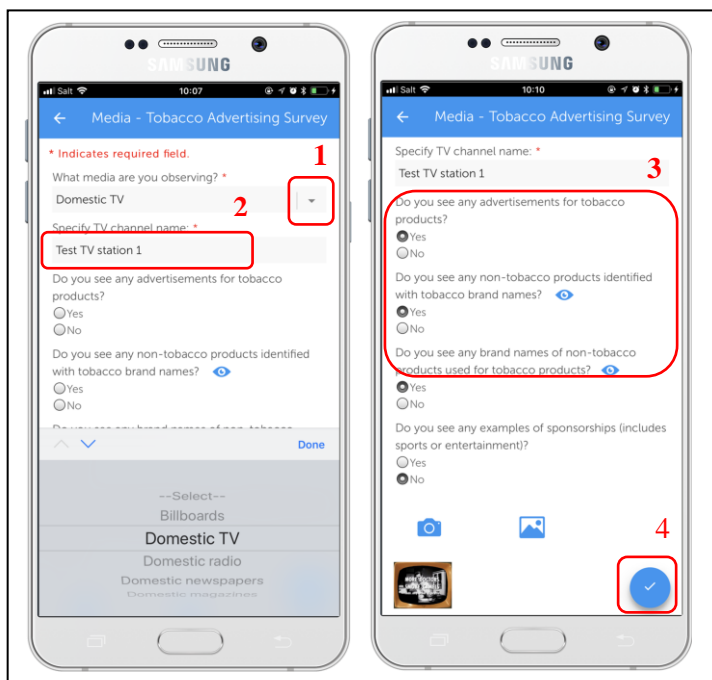 SAMSUNG
Salt 10:07
Media - Tobacco Advertising Survey
* Indicates required field.
1
What media are you observing? *
Domestic TV
2
Specify TV channel name: *
Test TV station 1
Do you see any advertisements for tobacco
products?
Yes
No
Do you see any non-tobacco products identified
with tobacco brand names?
Yes
No
Done
--Select--
Billboards
Domestic TV
Domestic radio
Domestic newspapers
Domestic magazines
SAMSUNG
Salt 10:10
Media - Tobacco Advertising Survey
Specify TV channel name: *
3
Test TV station 1
Do you see any advertisements for tobacco
products?
Yes
No
Do you see any non-tobacco products identified
with tobacco brand names?
Yes
No
Do you see any brand names of non-tobacco
products used for tobacco products?
Yes
No
Do you see any examples of sponsorships (includes
sports or entertainment)?
Yes
No
4